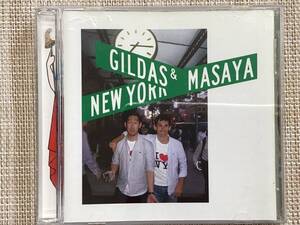 GILDAS & MASAYA
NEW YORK
I ♥ NY